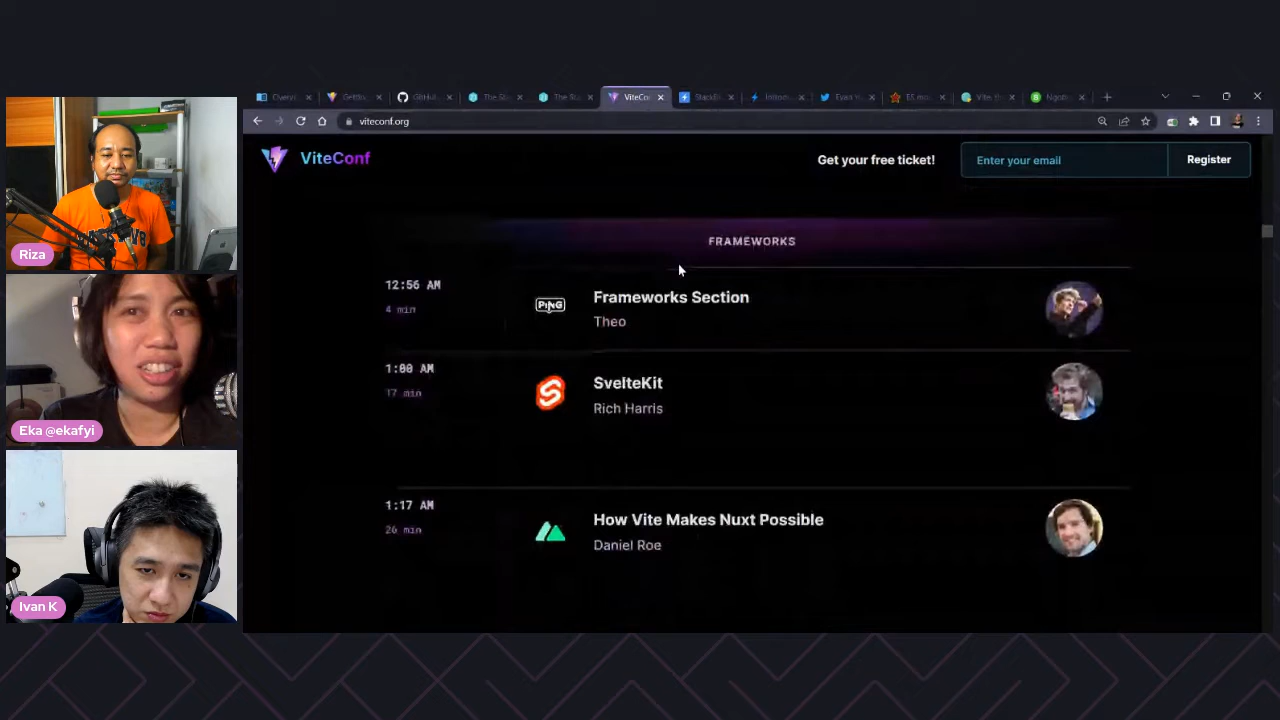 ViteCon
viteconf.org
ViteConf
Get your free ticket!
Enter your email
Register
FRAMEWORKS
12:56 AM
4 min
PING
Frameworks Section
Theo
1:00 AM
17 min
SvelteKit
Rich Harris
1:17 AM
26 min
How Vite Makes Nuxt Possible
Daniel Roe
Riza
Eka @ekafyi
Ivan K